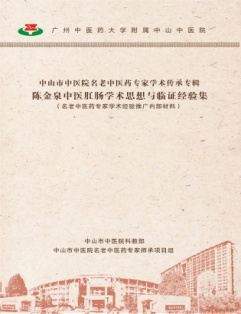 广州中医药大学附属中山中医院
中山市中医院名老中医药专家学术传承专辑
陈金泉中医肛肠学术思想与临证经验集
（名老中医药专家学术经验推广内部材料）
中山市中医院科教部
中山市中医院名老中医药专家师承项目组